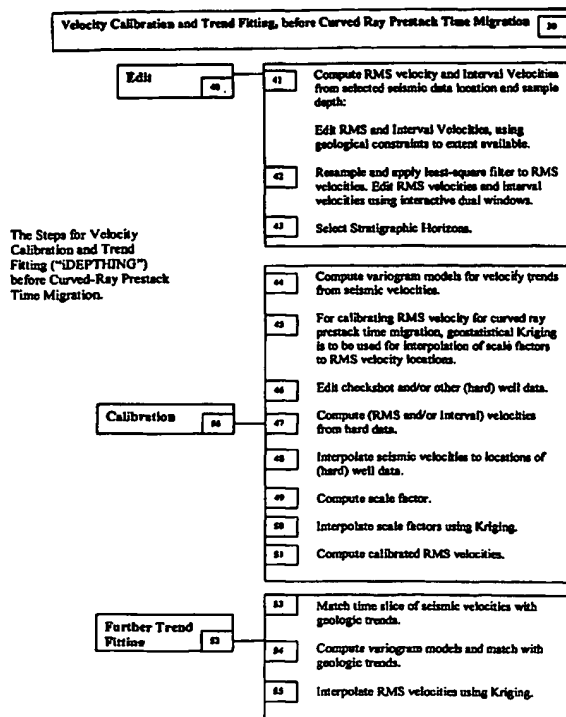 Velocity Calibration and Trend Fitting, before Curved Ray Prestack Time Migration
Edit
40
41
Compute RMS velocity and Interval Velocities
from selected seismic data location and sample
depth:
Edit RMS and Interval Velocities, using
geological constraints to extent available.
42
Resample and apply least-square filter to RMS
velocities. Edit RMS velocities and interval
velocities using interactive dual windows.
43
Select Stratigraphic Horizons.
The Steps for Velocity
Calibration and Trend
Fitting ("iDEPTHING")
before Curved-Ray Prestack
Time Migration.
44
Compute variogram models for velocity trends
from seismic velocities.
45
For calibrating RMS velocity for curved ray
prestack time migration, geostatistical Kriging
is to be used for interpolation of scale factors
to RMS velocity locations.
46
Edit checkshot and/or other (hard) well data.
Calibration
47
Compute (RMS and/or Interval) velocities
from hard data.
48
Interpolate seismic velocities to locations of
(hard) well data.
49
Compute scale factor.
50
Interpolate scale factors using Kriging.
51
Compute calibrated RMS velocities.
53
Match time slice of seismic velocities with
geologic trends.
Further Trend
Fitting
52
54
Compute variogram models and match with
geologic trends.
55
Interpolate RMS velocities using Kriging.